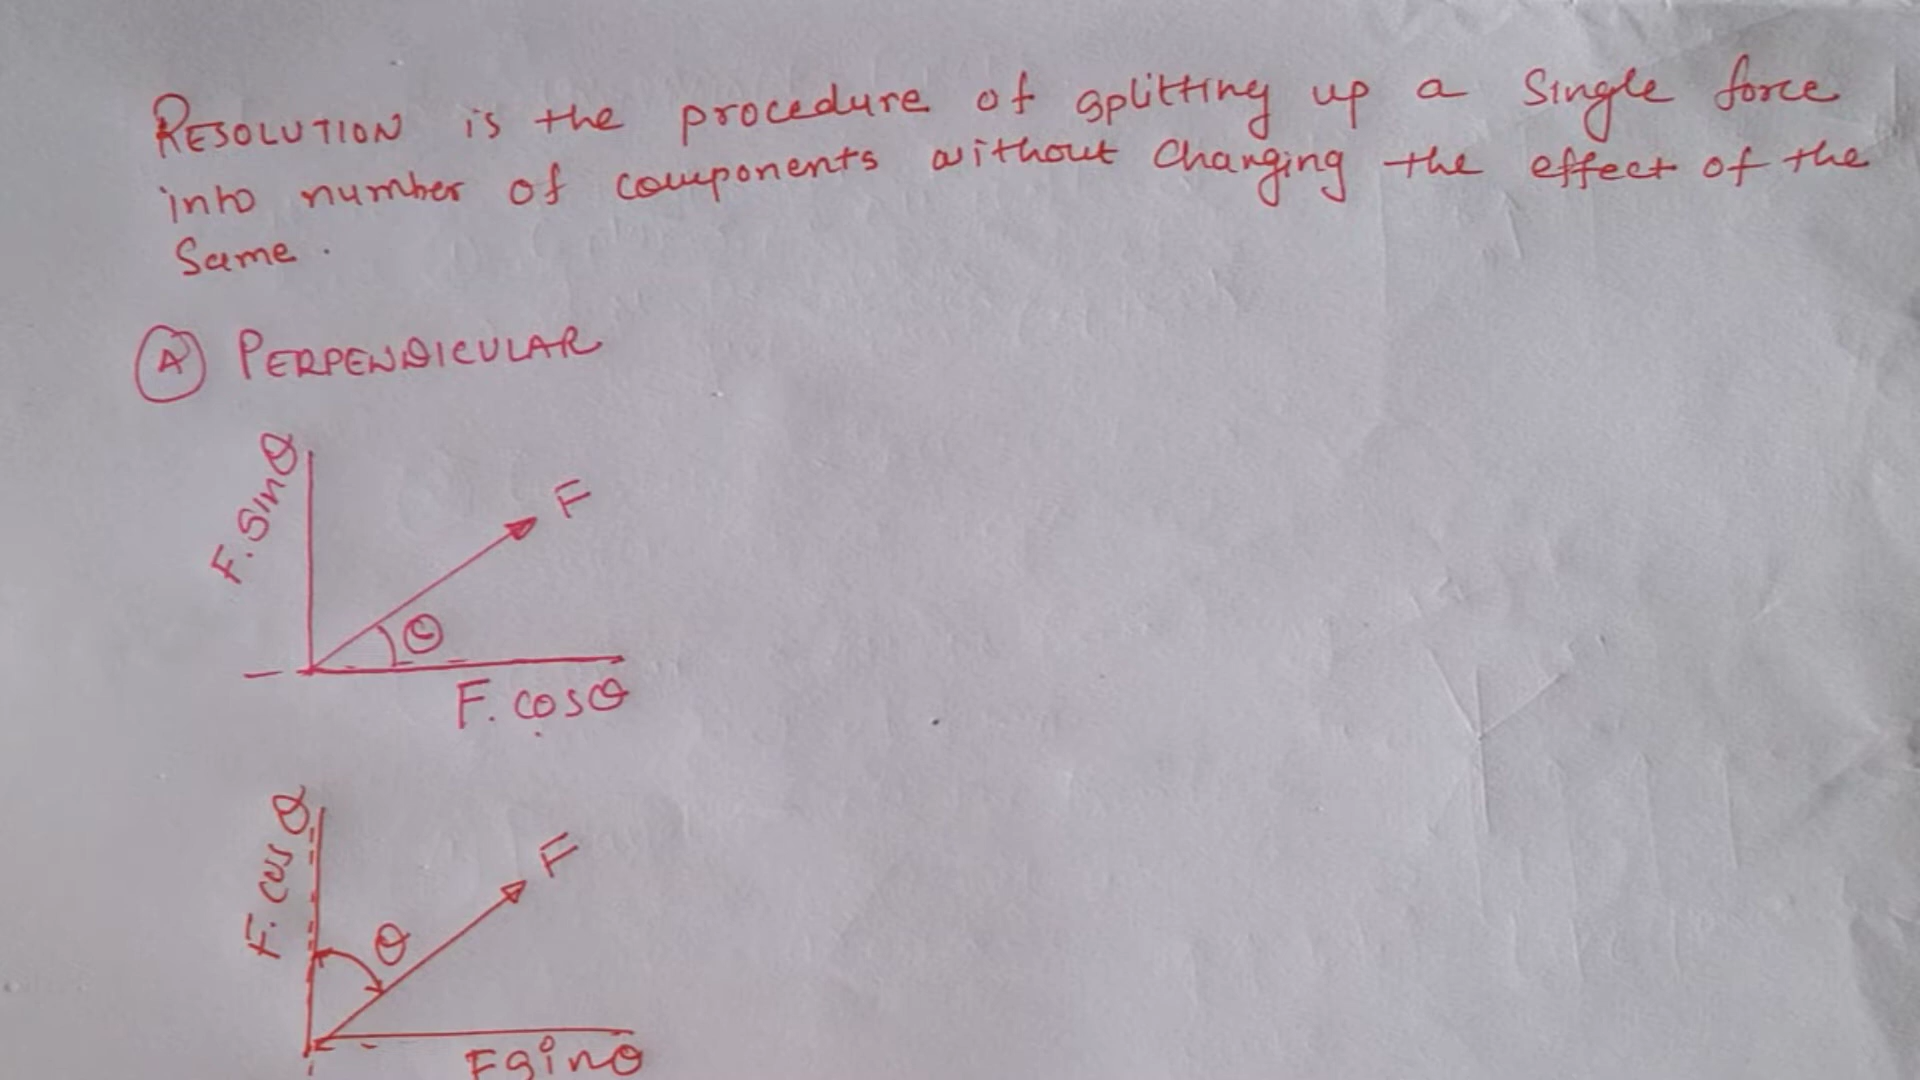 RESOLUTION is the procedure of splitting up a single force
into number of components without changing the effect of the
same.
(A) PERPENDICULAR
F. sinθ
F
θ
F. cosθ
F. cosθ
F
θ
Fsinθ